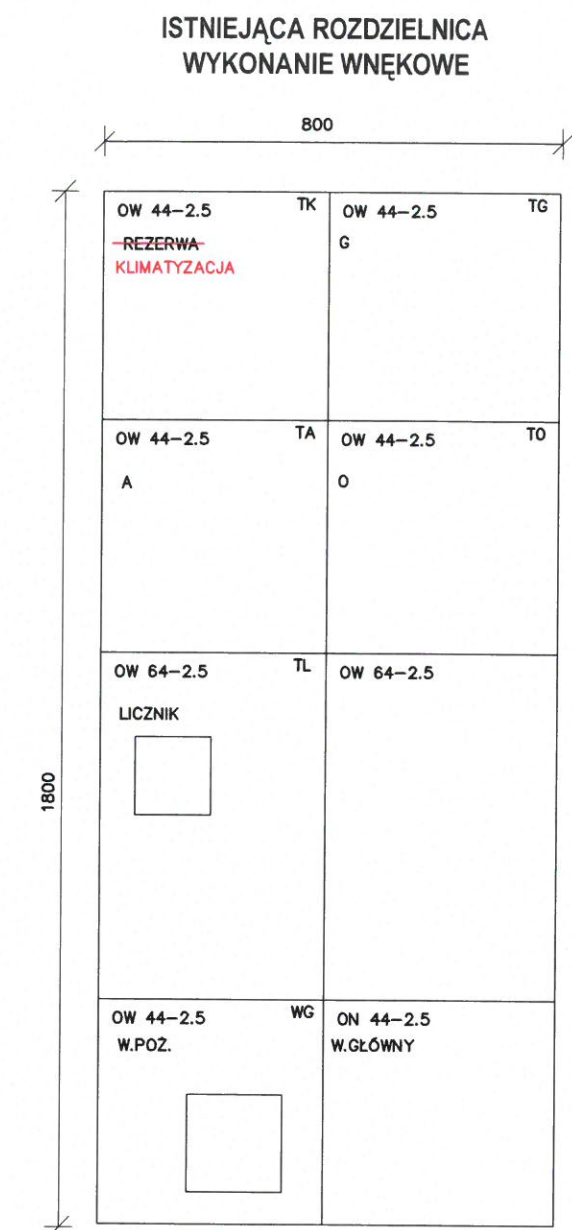 ISTNIEJĄCA ROZDZIELNICA
WYKONANIE WNĘKOWE
800
1800
OW 44-2.5 TK
REZERWA
KLIMATYZACJA
OW 44-2.5 TG
G
OW 44-2.5 TA
A
OW 44-2.5 TO
O
OW 64-2.5 TL
LICZNIK
OW 64-2.5
OW 44-2.5 WG
W.POŻ.
ON 44-2.5
W.GŁÓWNY